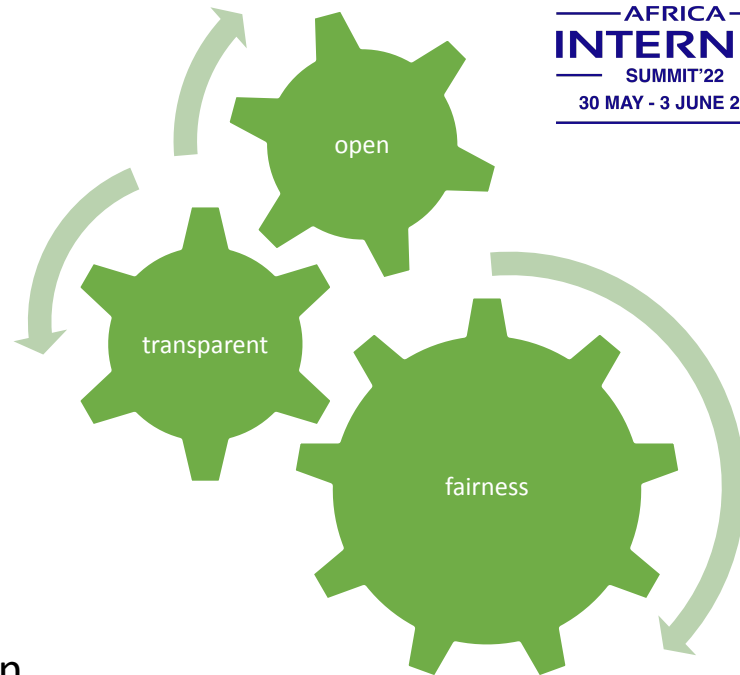 AFRICA
INTERN
SUMMIT'22
30 MAY - 3 JUNE 2
open
transparent
fairness
n